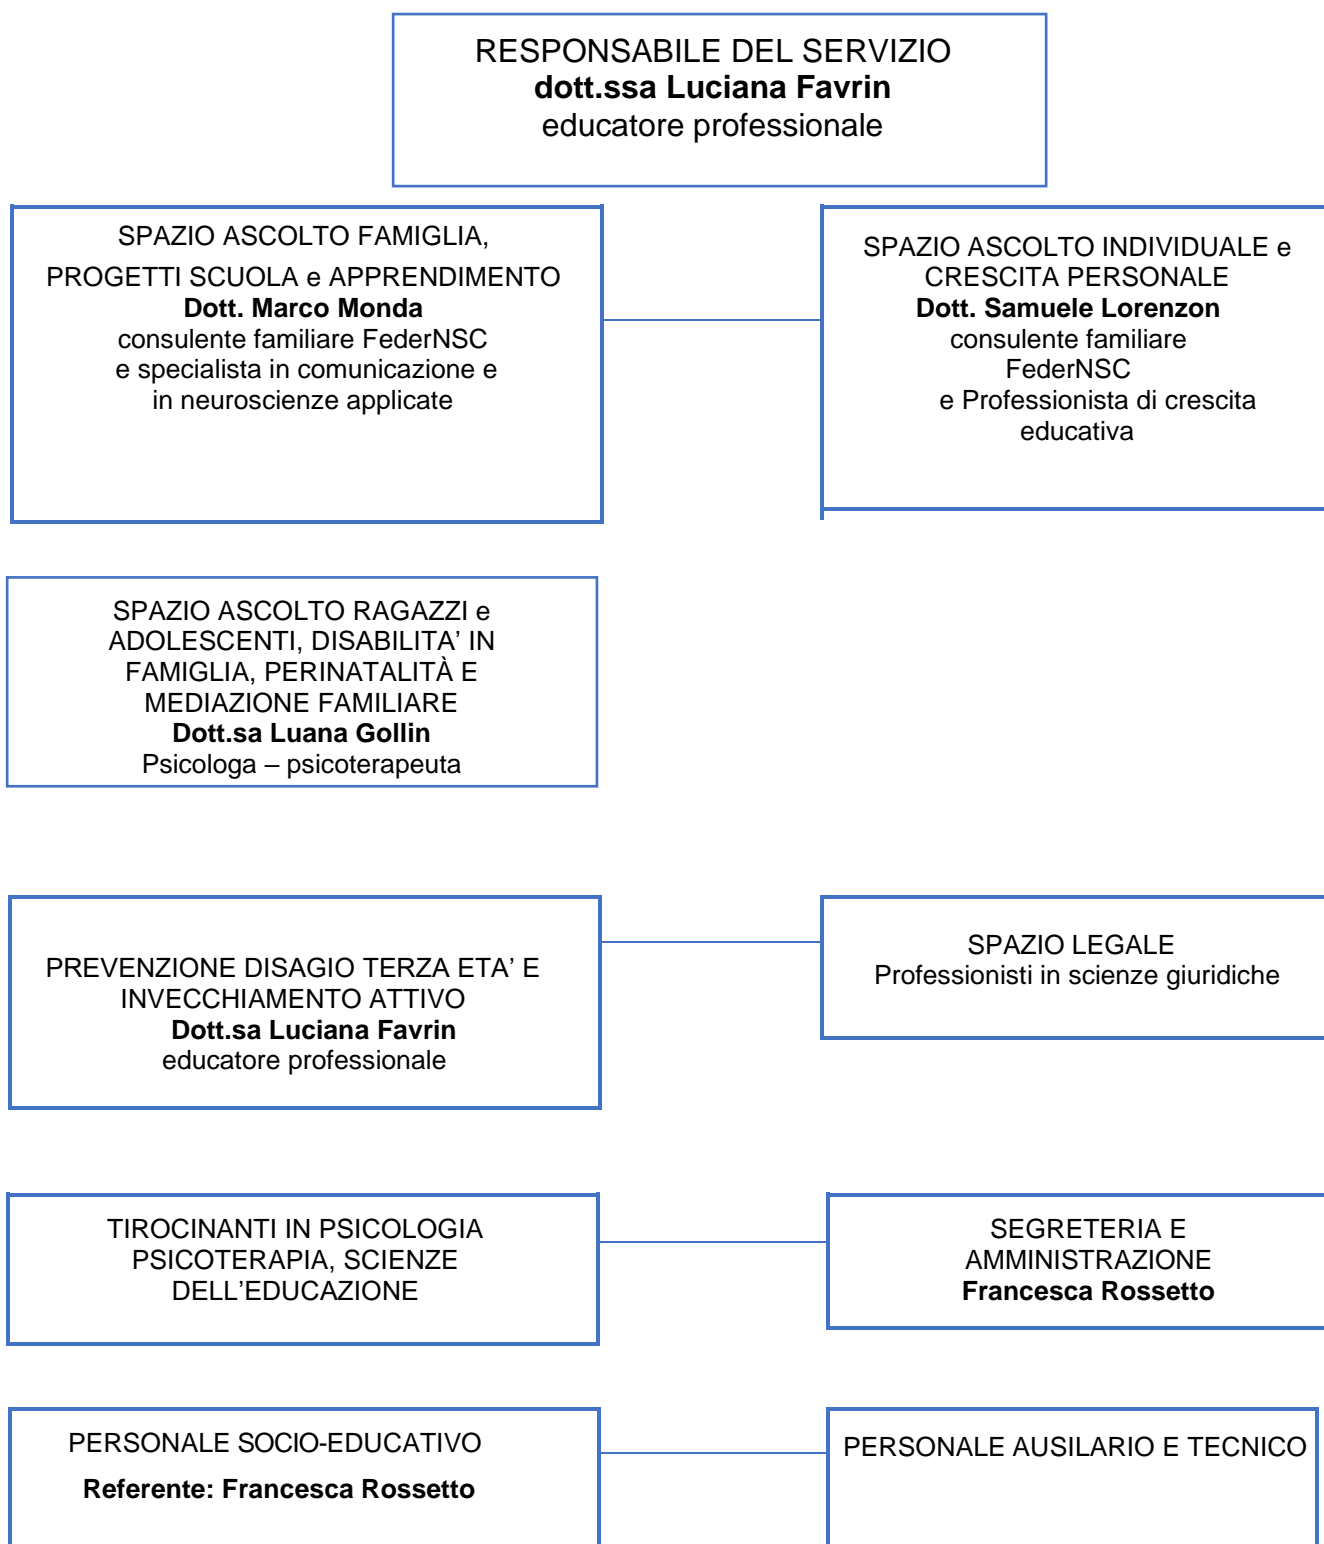 RESPONSABILE DEL SERVIZIO
dott.ssa Luciana Favrin
educatore professionale
SPAZIO ASCOLTO FAMIGLIA,
PROGETTI SCUOLA e APPRENDIMENTO
Dott. Marco Monda
consulente familiare FederNSC
e specialista in comunicazione e
in neuroscienze applicate
SPAZIO ASCOLTO INDIVIDUALE e
CRESCITA PERSONALE
Dott. Samuele Lorenzon
consulente familiare
FederNSC
e Professionista di crescita
educativa
SPAZIO ASCOLTO RAGAZZI e
ADOLESCENTI, DISABILITA’ IN
FAMIGLIA, PERINATALITÀ E
MEDIAZIONE FAMILIARE
Dott.sa Luana Gollin
Psicologa – psicoterapeuta
PREVENZIONE DISAGIO TERZA ETA’ E
INVECCHIAMENTO ATTIVO
Dott.sa Luciana Favrin
educatore professionale
SPAZIO LEGALE
Professionisti in scienze giuridiche
TIROCINANTI IN PSICOLOGIA
PSICOTERAPIA, SCIENZE
DELL’EDUCAZIONE
SEGRETERIA E
AMMINISTRAZIONE
Francesca Rossetto
PERSONALE SOCIO-EDUCATIVO
Referente: Francesca Rossetto
PERSONALE AUSILARIO E TECNICO